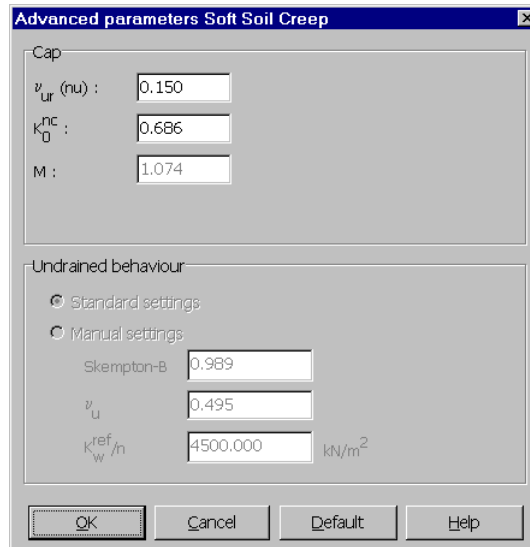 Advanced parameters Soft Soil Creep
Cap
νur (nu) : 0.150
K0nc : 0.686
M : 1.074
Undrained behaviour
Standard settings
Manual settings
Skempton-B 0.989
νu 0.495
Kwref/n 4500.000 kN/m²
OK Cancel Default Help